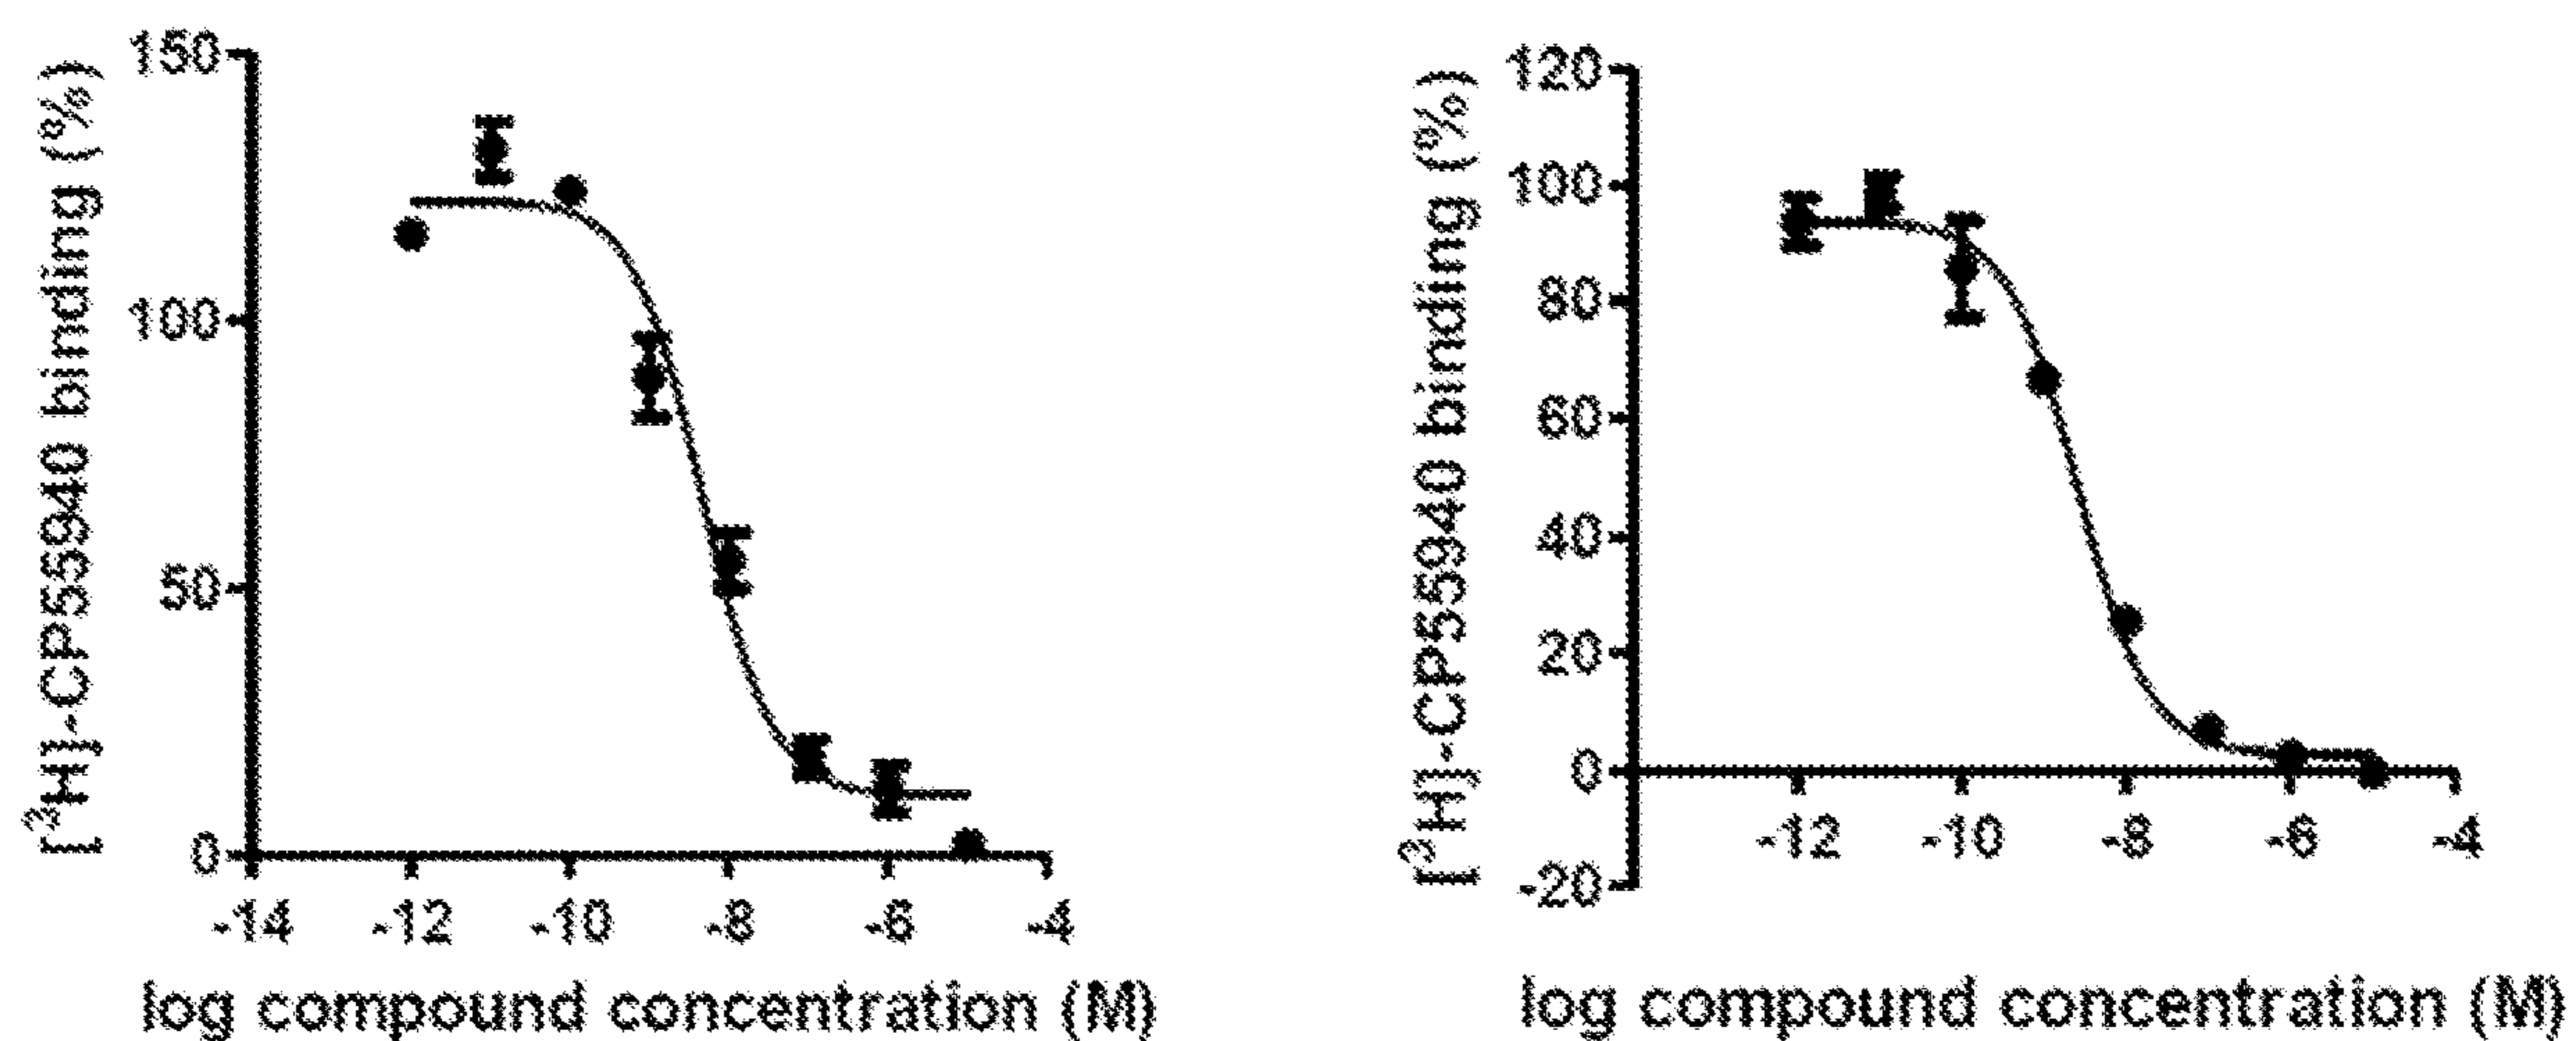 [³H]-CP55940 binding (%)
150
100
50
0
-14 -12 -10 -8 -6 -4
log compound concentration (M)
[³H]-CP55940 binding (%)
120
100
80
60
40
20
0
-20
-12 -10 -8 -6 -4
log compound concentration (M)